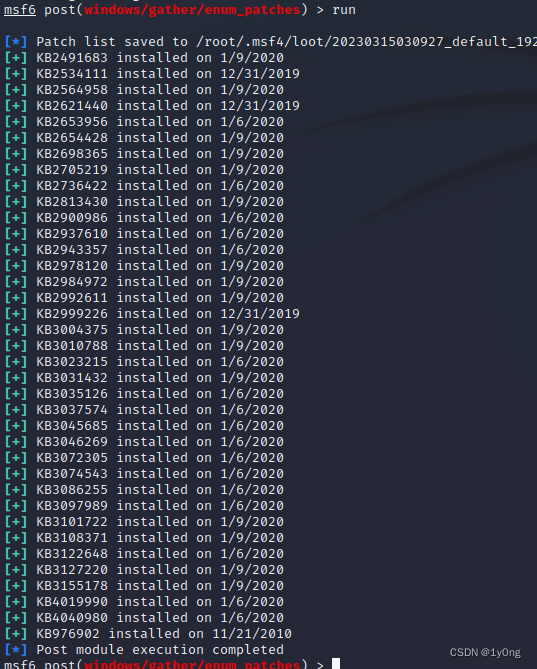 msf6 post(windows/gather/enum_patches) > run
[*] Patch list saved to /root/.msf4/loot/20230315030927_default_192
[+] KB2491683 installed on 1/9/2020
[+] KB2534111 installed on 12/31/2019
[+] KB2564958 installed on 1/9/2020
[+] KB2621440 installed on 12/31/2019
[+] KB2653956 installed on 1/6/2020
[+] KB2654428 installed on 1/9/2020
[+] KB2698365 installed on 1/9/2020
[+] KB2705219 installed on 1/9/2020
[+] KB2736422 installed on 1/6/2020
[+] KB2813430 installed on 1/9/2020
[+] KB2900986 installed on 1/6/2020
[+] KB2937610 installed on 1/6/2020
[+] KB2943357 installed on 1/6/2020
[+] KB2978120 installed on 1/9/2020
[+] KB2984972 installed on 1/9/2020
[+] KB2992611 installed on 1/9/2020
[+] KB2999226 installed on 12/31/2019
[+] KB3004375 installed on 1/9/2020
[+] KB3010788 installed on 1/9/2020
[+] KB3023215 installed on 1/6/2020
[+] KB3031432 installed on 1/9/2020
[+] KB3035126 installed on 1/6/2020
[+] KB3037574 installed on 1/6/2020
[+] KB3045685 installed on 1/6/2020
[+] KB3046269 installed on 1/6/2020
[+] KB3072305 installed on 1/6/2020
[+] KB3074543 installed on 1/6/2020
[+] KB3086255 installed on 1/6/2020
[+] KB3097989 installed on 1/6/2020
[+] KB3101722 installed on 1/9/2020
[+] KB3108371 installed on 1/9/2020
[+] KB3122648 installed on 1/6/2020
[+] KB3127220 installed on 1/9/2020
[+] KB3155178 installed on 1/9/2020
[+] KB4019990 installed on 1/6/2020
[+] KB4040980 installed on 1/6/2020
[+] KB976902 installed on 11/21/2010
[*] Post module execution completed
msf6 post(windows/gather/enum_patches) >
CSDN @1y0ng